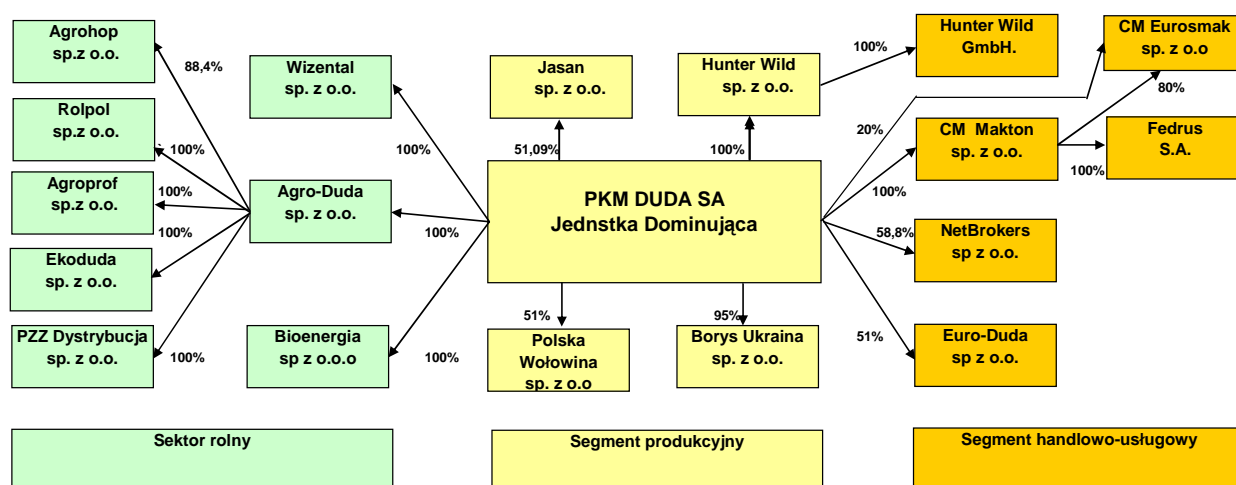 Agrohop
sp.z o.o.
88,4%
Rolpol
sp.z o.o.
100%
Agroprof
sp.z o.o.
100%
100%
Ekoduda
sp. z o.o.
PZZ Dystrybucja
sp. z o.o.
100%
Wizental
sp. z o.o.
100%
Agro-Duda
sp. z o.o.
100%
Bioenergia
sp z o.o.o
100%
Jasan
sp. z o.o.
51,09%
Hunter Wild
sp. z o.o.
100%
100%
PKM DUDA SA
Jednstka Dominująca
51%
Polska
Wołowina
sp. z o.o
95%
Borys Ukraina
sp. z o.o.
Hunter Wild
GmbH.
CM Eurosmak
sp. z o.o
80%
20%
CM Makton
sp. z o.o.
100%
Fedrus
S.A.
100%
58,8%
NetBrokers
sp z o.o.
51%
Euro-Duda
sp z o.o.
Sektor rolny
Segment produkcyjny
Segment handlowo-usługowy